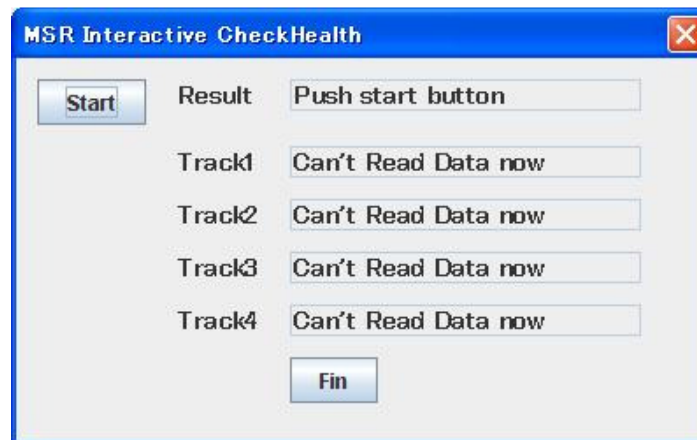 MSR Interactive CheckHealth
Start Result Push start button
Track1 Can't Read Data now
Track2 Can't Read Data now
Track3 Can't Read Data now
Track4 Can't Read Data now
Fin